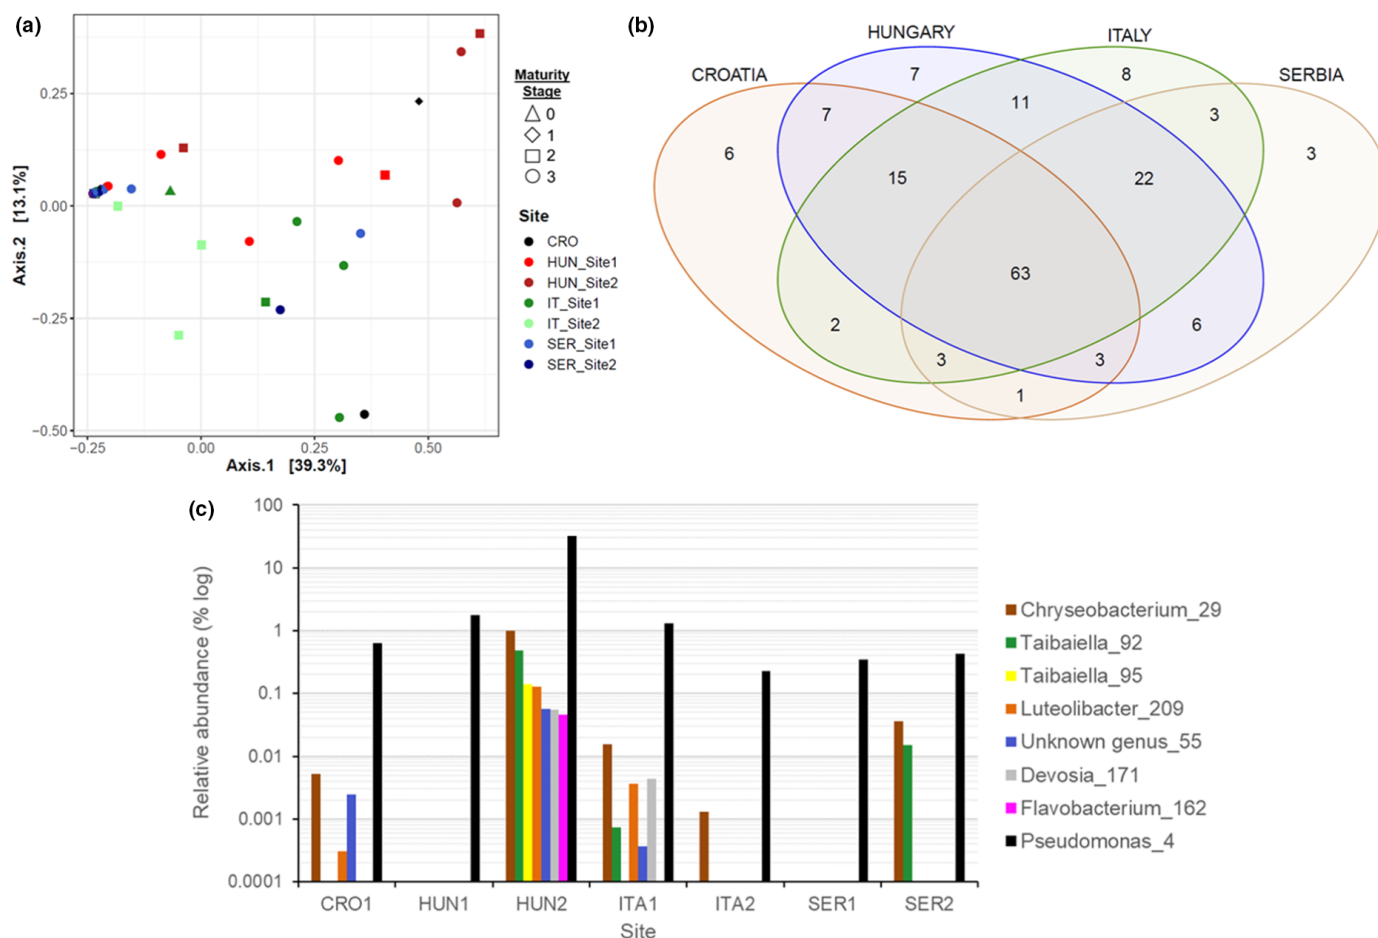 (a)
0.25
0.00
−0.25
−0.50
Axis.2 [13.1%]
−0.25
0.00
0.25
0.50
Axis.1 [39.3%]
Maturity
Stage
0
1
2
3
Site
CRO
HUN_Site1
HUN_Site2
IT_Site1
IT_Site2
SER_Site1
SER_Site2
(b)
HUNGARY
ITALY
CROATIA
SERBIA
7
8
7
11
3
6
3
15
22
63
2
6
3
3
1
(c)
100
10
1
0.1
0.01
0.001
0.0001
Relative abundance (% log)
CRO1
HUN1
HUN2
ITA1
ITA2
SER1
SER2
Site
Chryseobacterium_29
Taibaiella_92
Taibaiella_95
Luteolibacter_209
Unknown genus_55
Devosia_171
Flavobacterium_162
Pseudomonas_4